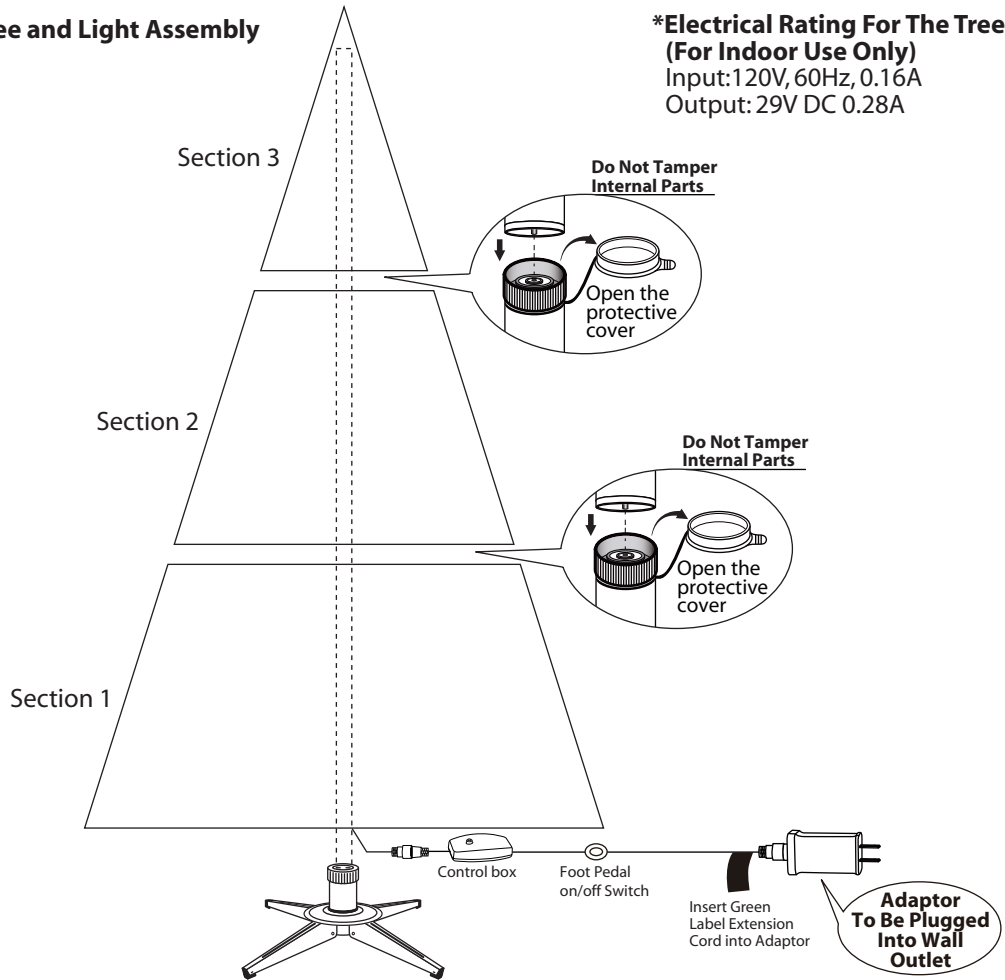 ee and Light Assembly
*Electrical Rating For The Tree
(For Indoor Use Only)
Input:120V, 60Hz, 0.16A
Output: 29V DC 0.28A
Section 3
Do Not Tamper
Internal Parts
Open the
protective
cover
Section 2
Do Not Tamper
Internal Parts
Open the
protective
cover
Section 1
Control box
Foot Pedal
on/off Switch
Insert Green
Label Extension
Cord into Adaptor
Adaptor
To Be Plugged
Into Wall
Outlet